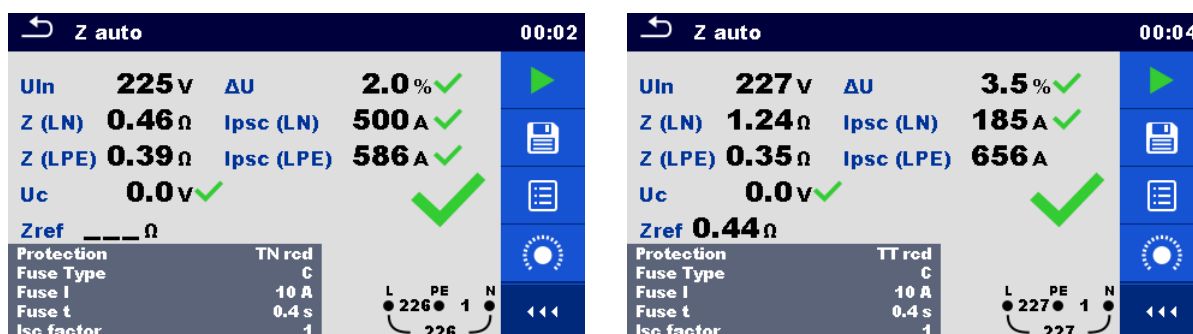 Z auto 00:02
Uln 225 V ΔU 2.0 %
Z (LN) 0.46 Ω Ipsc (LN) 500 A
Z (LPE) 0.39 Ω Ipsc (LPE) 586 A
Uc 0.0 V
Zref ___ Ω
Protection TN rcd
Fuse Type C
Fuse I 10 A
Fuse t 0.4 s
Isc factor 1
L PE N
226 1
226
Z auto 00:04
Uln 227 V ΔU 3.5 %
Z (LN) 1.24 Ω Ipsc (LN) 185 A
Z (LPE) 0.35 Ω Ipsc (LPE) 656 A
Uc 0.0 V
Zref 0.44 Ω
Protection TT rcd
Fuse Type C
Fuse I 10 A
Fuse t 0.4 s
Isc factor 1
L PE N
227 1
227